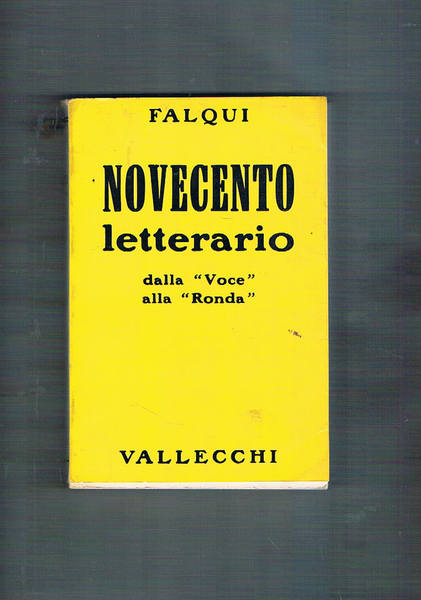 FALQUI
NOVECENTO
letterario
dalla "Voce"
alla "Ronda"
VALLECCHI